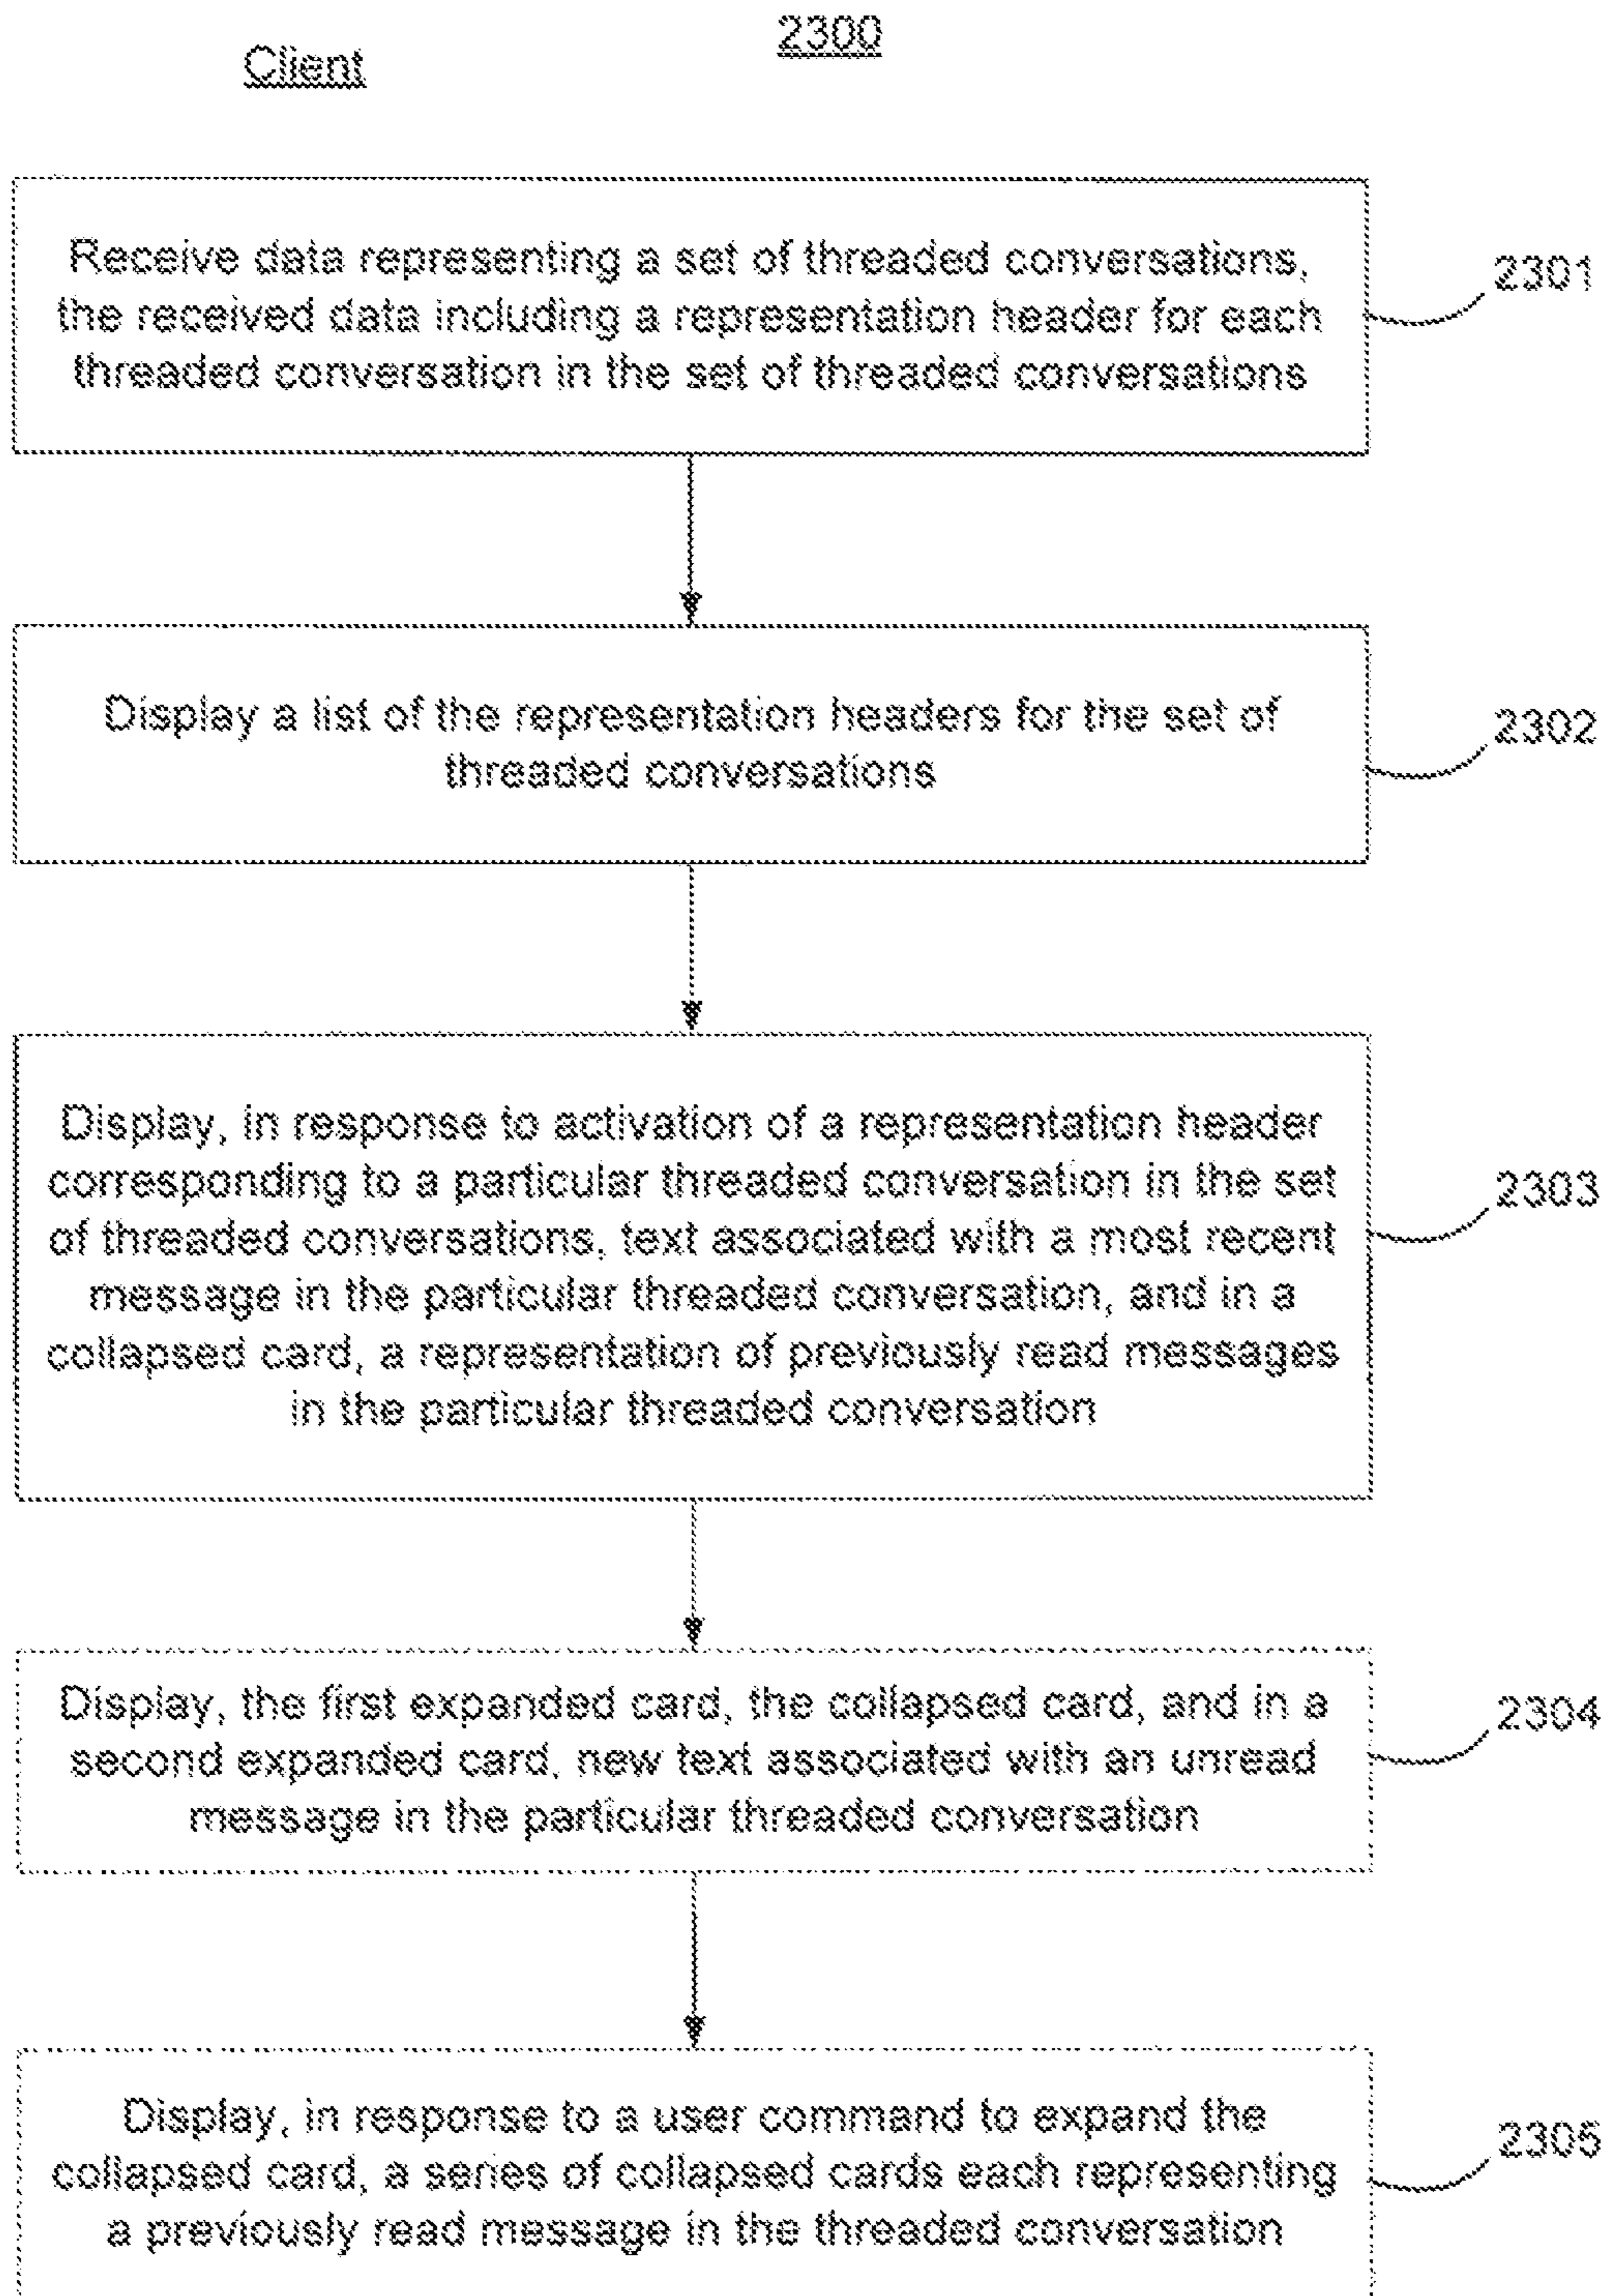 2300
Client
Receive data representing a set of threaded conversations,
the received data including a representation header for each
threaded conversation in the set of threaded conversations
2301
Display a list of the representation headers for the set of
threaded conversations
2302
Display, in response to activation of a representation header
corresponding to a particular threaded conversation in the set
of threaded conversations, text associated with a most recent
message in the particular threaded conversation, and in a
collapsed card, a representation of previously read messages
in the particular threaded conversation
2303
Display, the first expanded card, the collapsed card, and in a
second expanded card, new text associated with an unread
message in the particular threaded conversation
2304
Display, in response to a user command to expand the
collapsed card, a series of collapsed cards each representing
a previously read message in the threaded conversation
2305